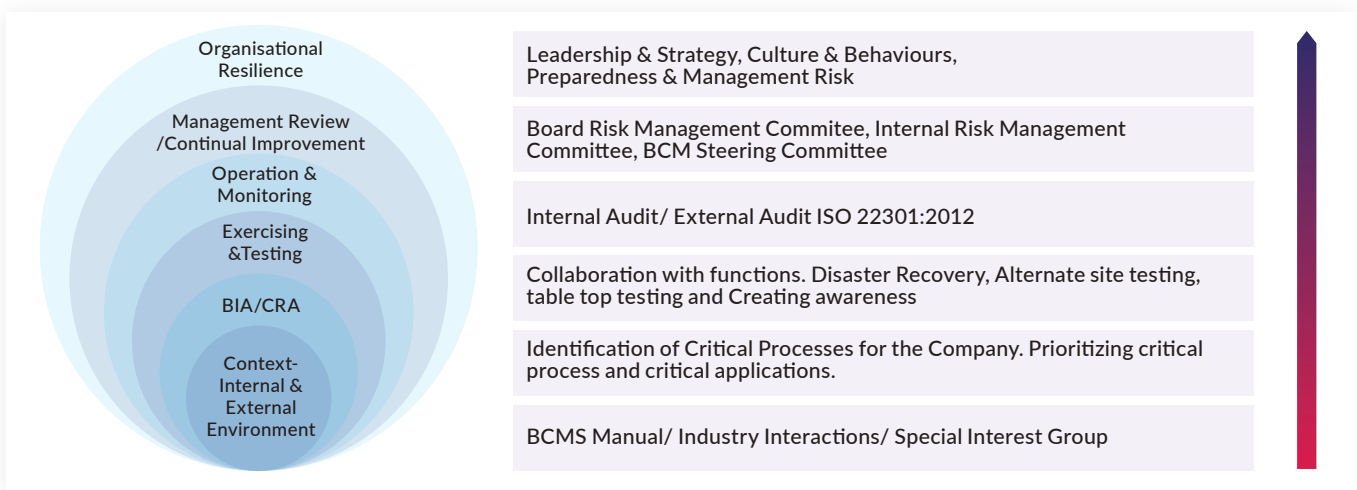 Organisational
Resilience
Management Review
/Continual Improvement
Operation &
Monitoring
Exercising
&Testing
BIA/CRA
Context-
Internal &
External
Environment
Leadership & Strategy, Culture & Behaviours,
Preparedness & Management Risk
Board Risk Management Commitee, Internal Risk Management
Committee, BCM Steering Committee
Internal Audit/ External Audit ISO 22301:2012
Collaboration with functions. Disaster Recovery, Alternate site testing,
table top testing and Creating awareness
Identification of Critical Processes for the Company. Prioritizing critical
process and critical applications.
BCMS Manual/ Industry Interactions/ Special Interest Group